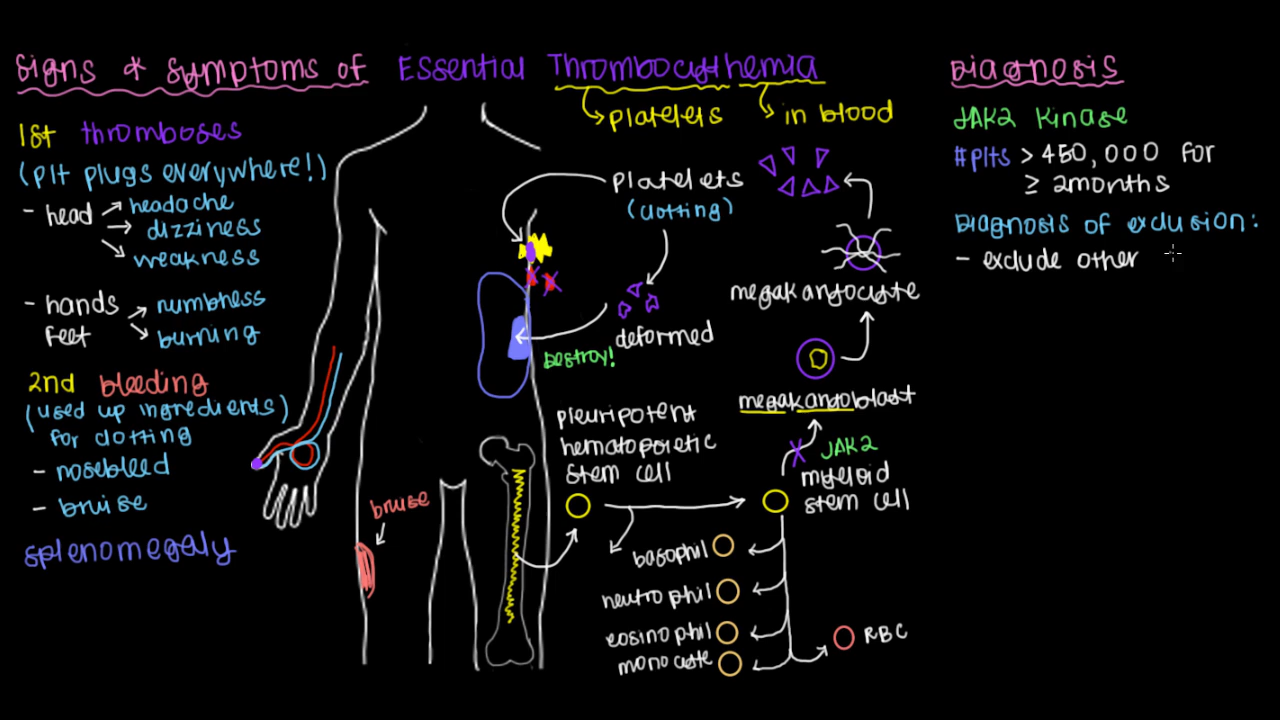 Signs & Symptoms of Essential Thrombocythemia
platelets
in blood
1st thromboses
(plt plugs everywhere!)
- head
headache
dizziness
weakness
- hands
feet
numbness
burning
2nd bleeding
(used up ingredients)
for clotting
- nosebleed
- bruise
splenomegaly
bruise
platelets
(clotting)
deformed
Destroy!
pleuripotent
hematopoietic
stem cell
megakaryocyte
megakaryoblast
JAK2
myeloid
stem cell
basophil
neutrophil
eosinophil
monocyte
RBC
Diagnosis
JAK2 kinase
#plts > 450,000 for
≥ 2months
Diagnosis of exclusion:
- exclude other